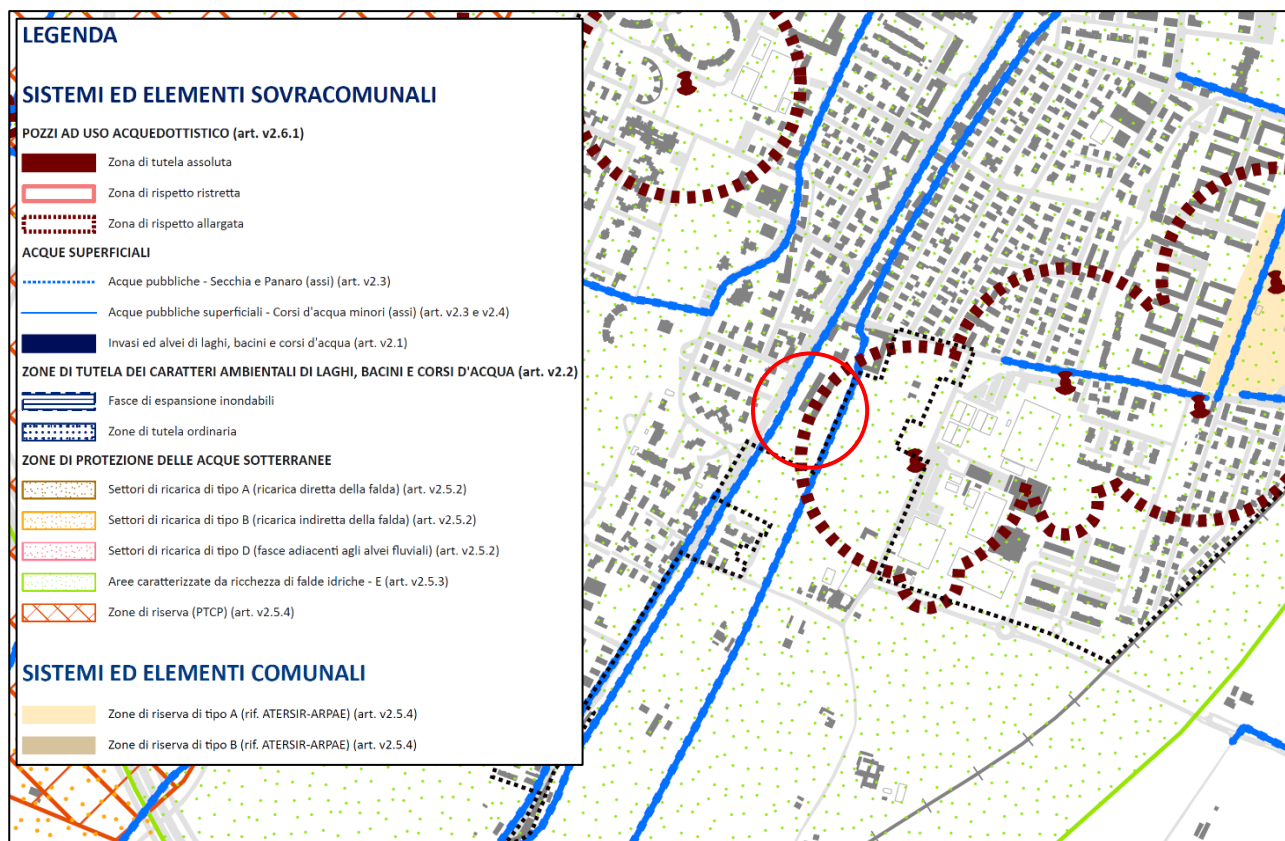 LEGENDA
SISTEMI ED ELEMENTI SOVRACOMUNALI
POZZI AD USO ACQUEDOTTISTICO (art. v2.6.1)
Zona di tutela assoluta
Zona di rispetto ristretta
Zona di rispetto allargata
ACQUE SUPERFICIALI
Acque pubbliche - Secchia e Panaro (assi) (art. v2.3)
Acque pubbliche superficiali - Corsi d'acqua minori (assi) (art. v2.3 e v2.4)
Invasi ed alvei di laghi, bacini e corsi d'acqua (art. v2.1)
ZONE DI TUTELA DEI CARATTERI AMBIENTALI DI LAGHI, BACINI E CORSI D'ACQUA (art. v2.2)
Fasce di espansione inondabili
Zone di tutela ordinaria
ZONE DI PROTEZIONE DELLE ACQUE SOTTERRANEE
Settori di ricarica di tipo A (ricarica diretta della falda) (art. v2.5.2)
Settori di ricarica di tipo B (ricarica indiretta della falda) (art. v2.5.2)
Settori di ricarica di tipo D (fasce adiacenti agli alvei fluviali) (art. v2.5.2)
Aree caratterizzate da ricchezza di falde idriche - E (art. v2.5.3)
Zone di riserva (PTCP) (art. v2.5.4)
SISTEMI ED ELEMENTI COMUNALI
Zone di riserva di tipo A (rif. ATERSIR-ARPAE) (art. v2.5.4)
Zone di riserva di tipo B (rif. ATERSIR-ARPAE) (art. v2.5.4)